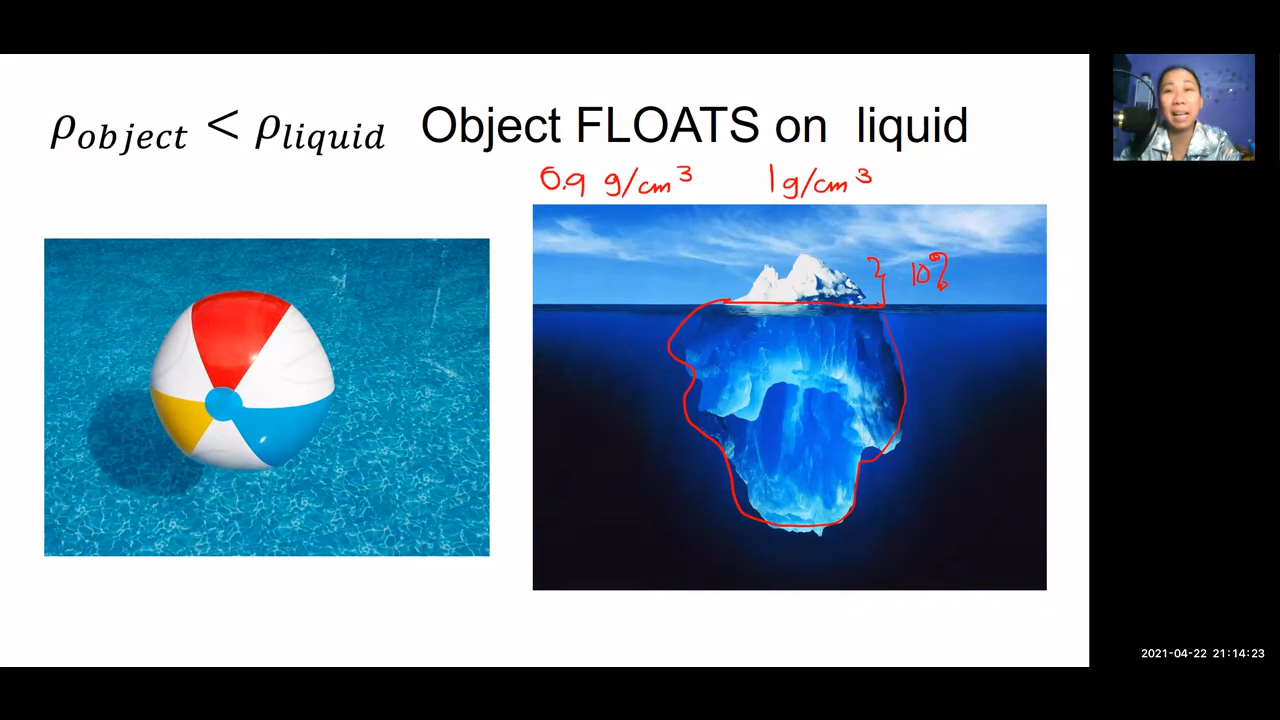 ρobject < ρliquid Object FLOATS on liquid
0.9 g/cm³ 1 g/cm³
10%
2021-04-22 21:14:23